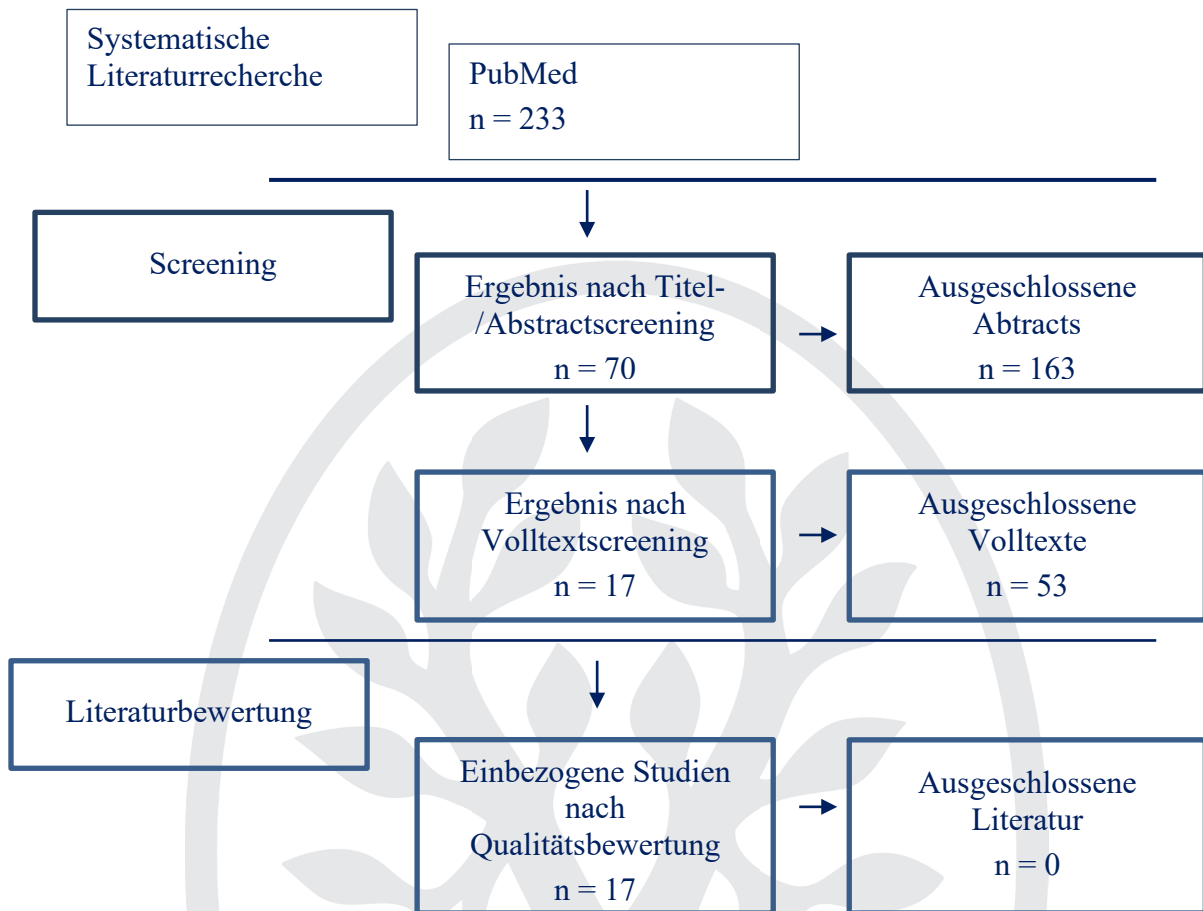 Systematische
Literaturrecherche
PubMed
n = 233
Screening
Ergebnis nach Titel-
/Abstractscreening
n = 70
Ausgeschlossene
Abtracts
n = 163
Ergebnis nach
Volltextscreening
n = 17
Ausgeschlossene
Volltexte
n = 53
Literaturbewertung
Einbezogene Studien
nach
Qualitätsbewertung
n = 17
Ausgeschlossene
Literatur
n = 0